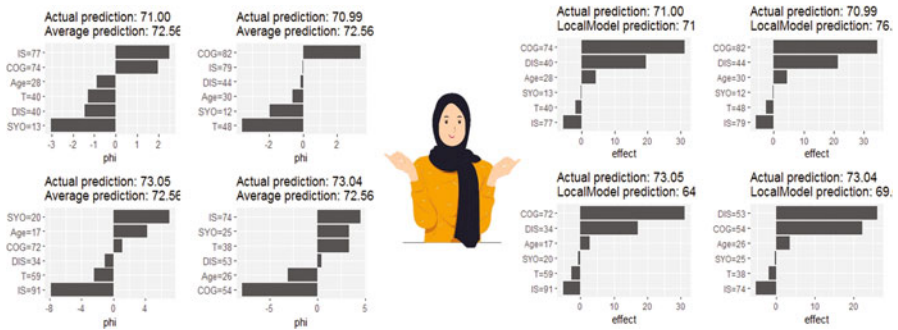 Actual prediction: 71.00
Average prediction: 72.56
IS=77
COG=74
Age=28
T=40
DIS=40
SYO=13
-3 -2 -1 0 1 2
phi
Actual prediction: 70.99
Average prediction: 72.56
COG=82
IS=79
DIS=44
Age=30
SYO=12
T=48
-2 0 2
phi
Actual prediction: 73.05
Average prediction: 72.56
SYO=20
Age=17
COG=72
DIS=34
T=59
IS=91
-8 -4 0 4
phi
Actual prediction: 73.04
Average prediction: 72.56
IS=74
SYO=25
T=38
DIS=53
Age=26
COG=54
-5 0 5
phi
Actual prediction: 71.00
LocalModel prediction: 71
COG=74
DIS=40
Age=28
SYO=13
T=40
IS=77
0 10 20 30
effect
Actual prediction: 70.99
LocalModel prediction: 76.
COG=82
DIS=44
Age=30
SYO=12
T=48
IS=79
0 10 20 30
effect
Actual prediction: 73.05
LocalModel prediction: 64
COG=72
DIS=34
Age=17
SYO=20
T=59
IS=91
0 10 20 30
effect
Actual prediction: 73.04
LocalModel prediction: 69.
DIS=53
COG=54
Age=26
SYO=25
T=38
IS=74
0 10 20
effect